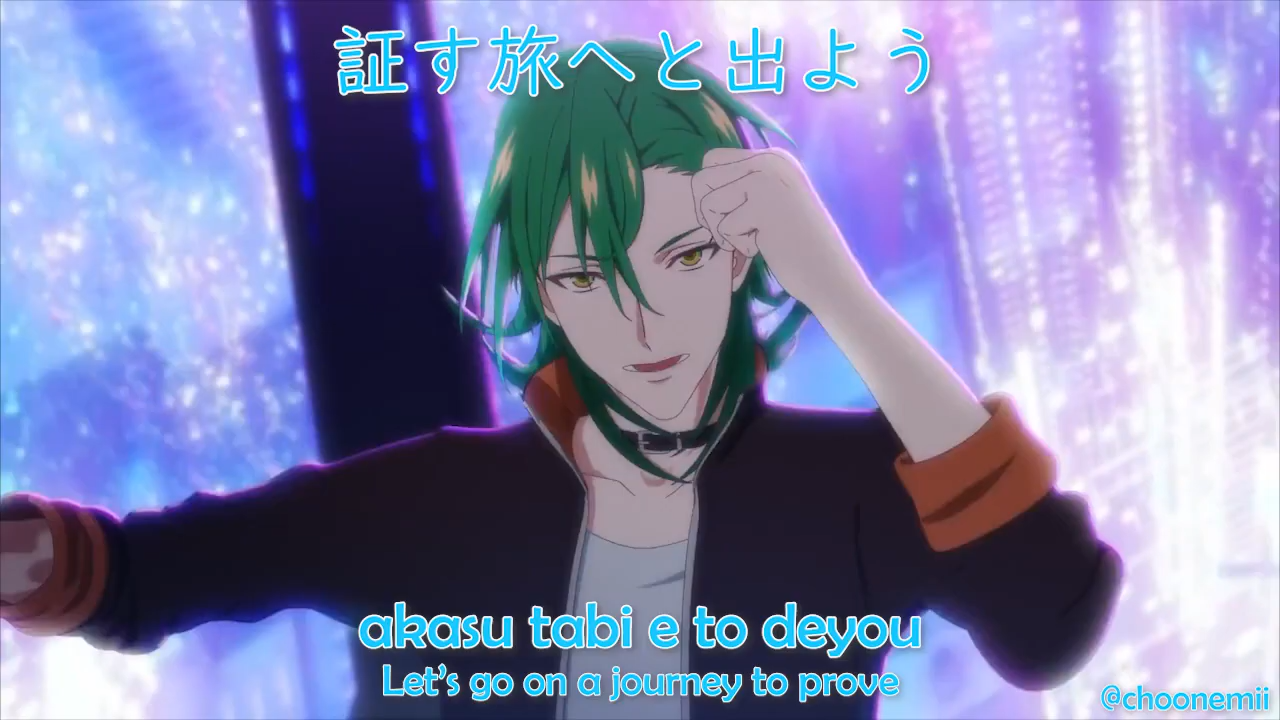 証す旅へと出よう
akasu tabi e to deyou
Let's go on a journey to prove
@choonemii